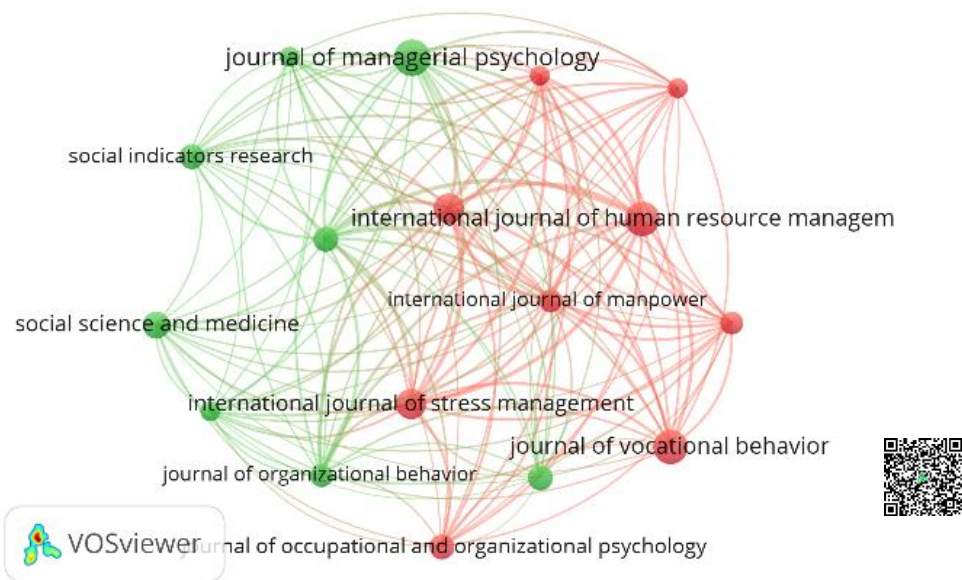 journal of managerial psychology
social indicators research
international journal of human resource managem
international journal of manpower
social science and medicine
international journal of stress management
journal of vocational behavior
journal of organizational behavior
VOSviewer
nal of occupational and organizational psychology